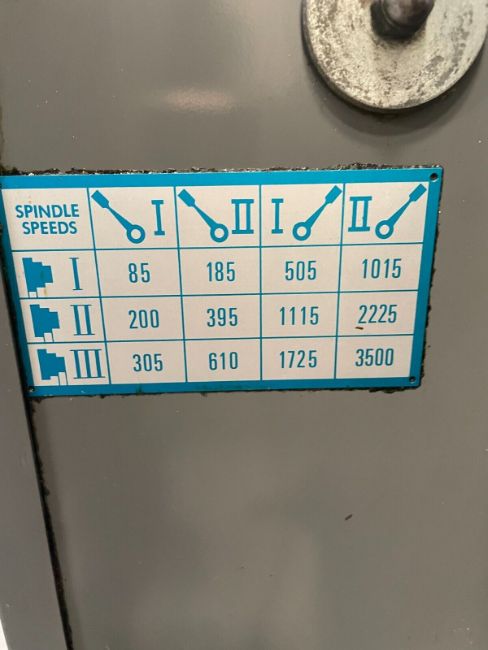 SPINDLE
SPEEDS
I II I II
I 85 185 505 1015
II 200 395 1115 2225
III 305 610 1725 3500